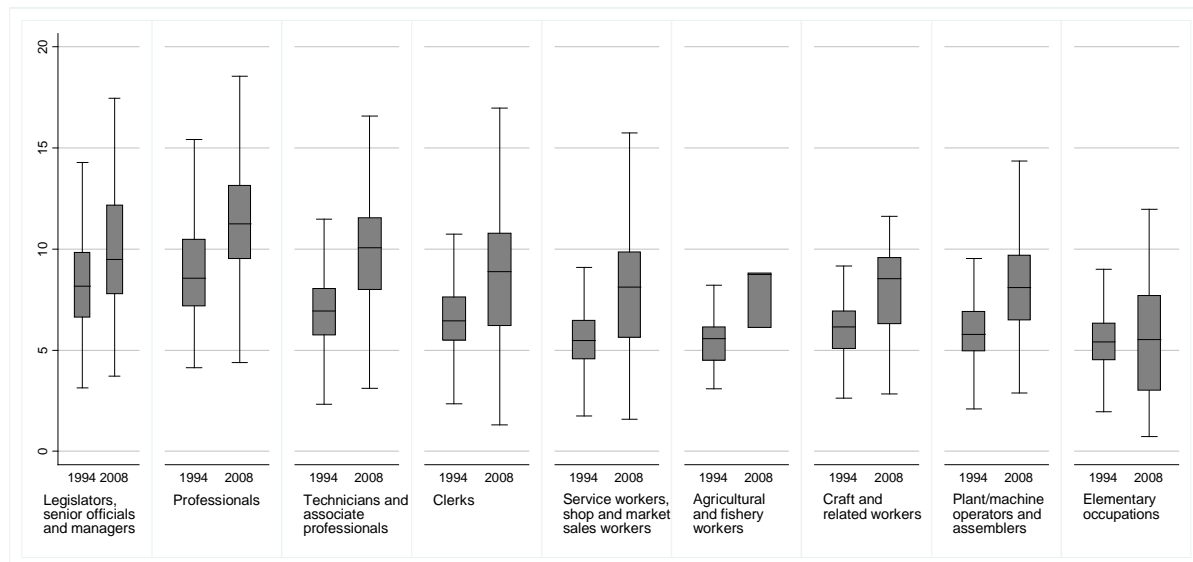 20
15
10
5
0
1994 2008
1994 2008
1994 2008
1994 2008
1994 2008
1994 2008
1994 2008
1994 2008
1994 2008
Legislators,
senior officials
and managers
Professionals
Technicians and
associate
professionals
Clerks
Service workers,
shop and market
sales workers
Agricultural
and fishery
workers
Craft and
related workers
Plant/machine
operators and
assemblers
Elementary
occupations